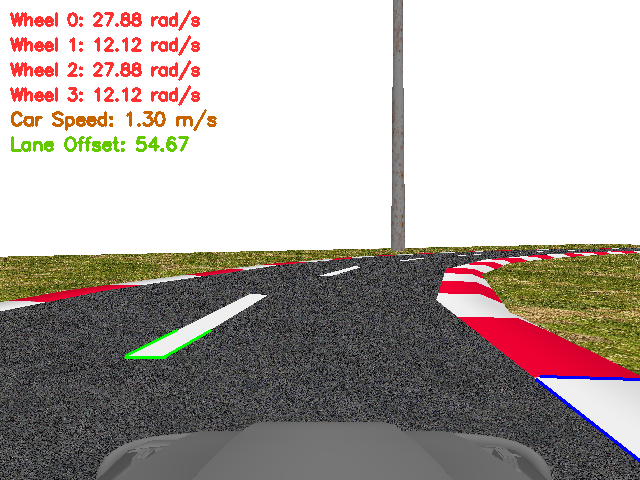 Wheel 0: 27.88 rad/s
Wheel 1: 12.12 rad/s
Wheel 2: 27.88 rad/s
Wheel 3: 12.12 rad/s
Car Speed: 1.30 m/s
Lane Offset: 54.67